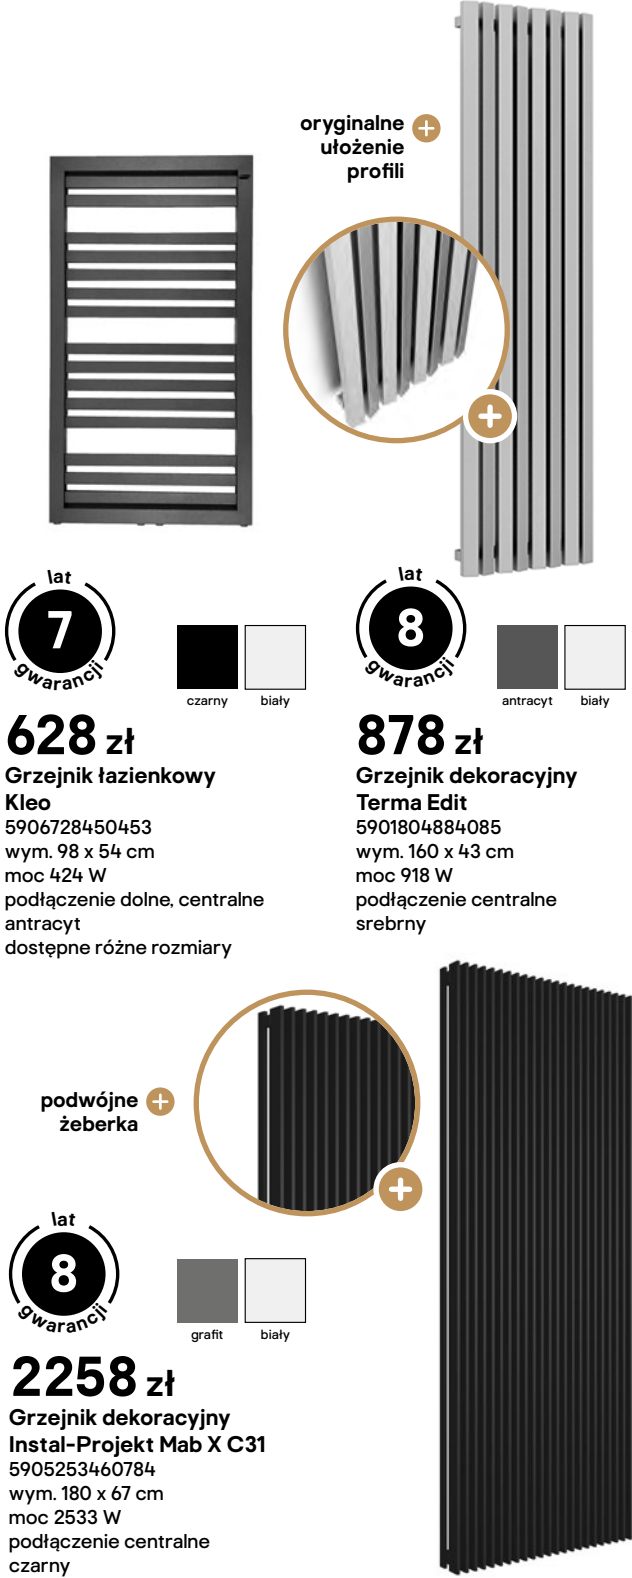 oryginalne
ułożenie
profili
lat
7
gwarancji
czarny
biały
628 zł
Grzejnik łazienkowy
Kleo
5906728450453
wym. 98 x 54 cm
moc 424 W
podłączenie dolne, centralne
antracyt
dostępne różne rozmiary
lat
8
gwarancji
antracyt
biały
878 zł
Grzejnik dekoracyjny
Terma Edit
5901804884085
wym. 160 x 43 cm
moc 918 W
podłączenie centralne
srebrny
podwójne
żeberka
lat
8
gwarancji
grafit
biały
2258 zł
Grzejnik dekoracyjny
Instal-Projekt Mab X C31
5905253460784
wym. 180 x 67 cm
moc 2533 W
podłączenie centralne
czarny